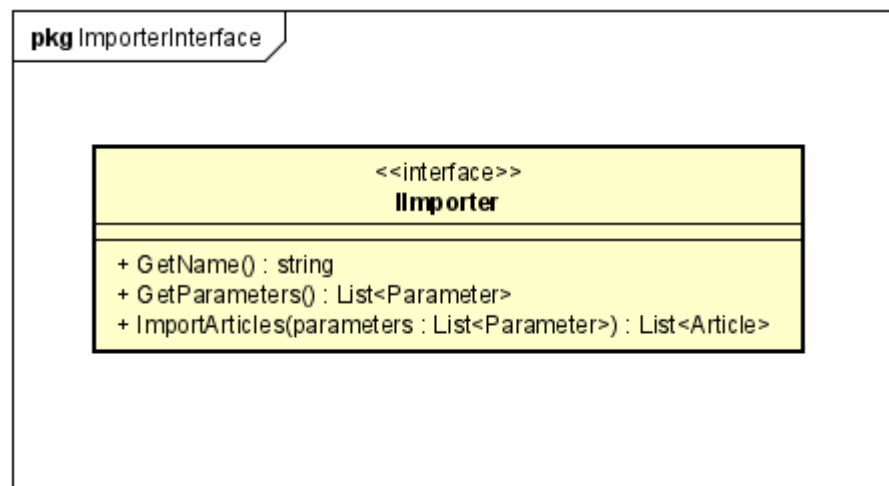 pkg ImporterInterface
<<interface>>
IImporter
+ GetName() : string
+ GetParameters() : List<Parameter>
+ ImportArticles(parameters : List<Parameter>) : List<Article>